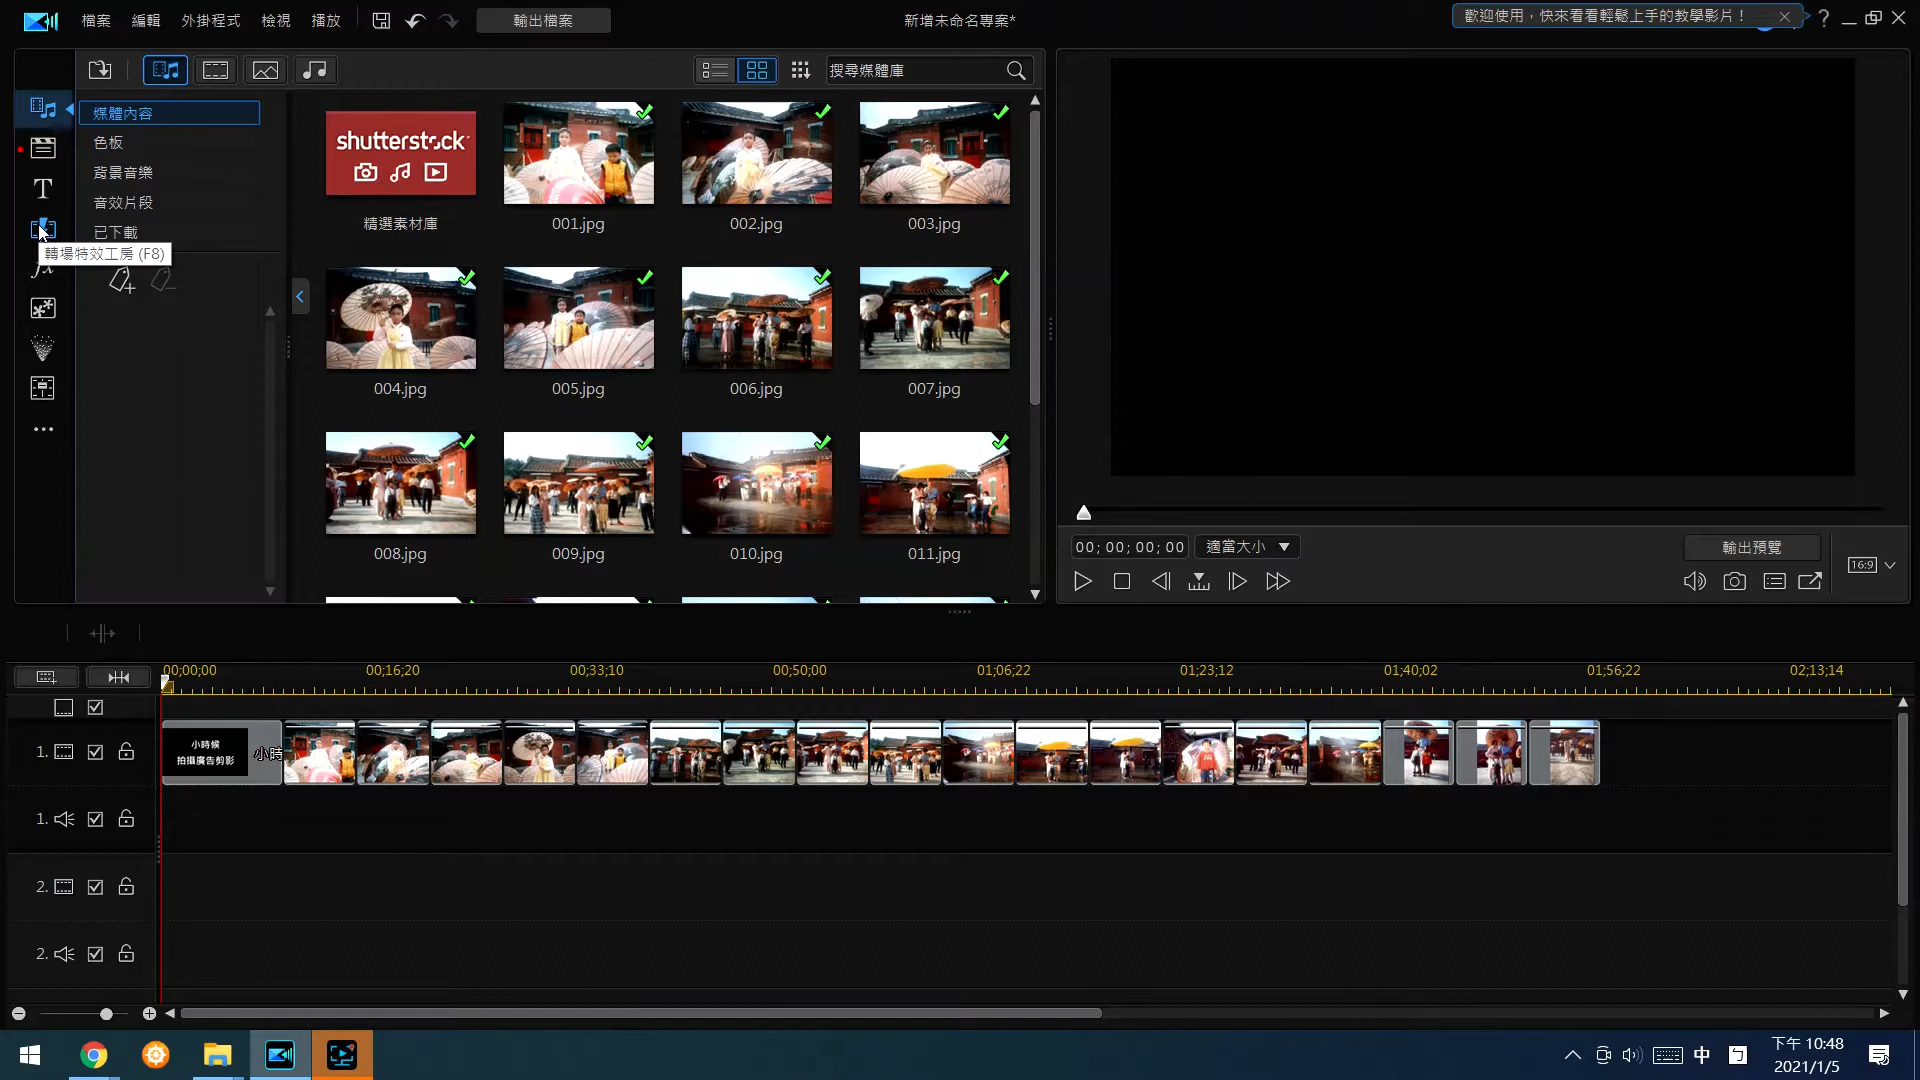 檔案 編輯 外掛程式 檢視 播放 輸出檔案 新增未命名專案* 歡迎使用，快來看看輕鬆上手的教學影片！
搜尋媒體庫
媒體內容
色板
背景音樂
音效片段
已下載
轉場特效工房 (F8)
shutterstock
精選素材庫 001.jpg 002.jpg 003.jpg
004.jpg 005.jpg 006.jpg 007.jpg
008.jpg 009.jpg 010.jpg 011.jpg
00;00;00;00 適當大小 輸出預覽
16:9
00;00;00 00;16;20 00;33;10 00;50;00 01;06;22 01;23;12 01;40;02 01;56;22 02;13;14
1. 小時候
拍攝廣告剪影
小時
1.
2.
2.
中 下午 10:48
2021/1/5